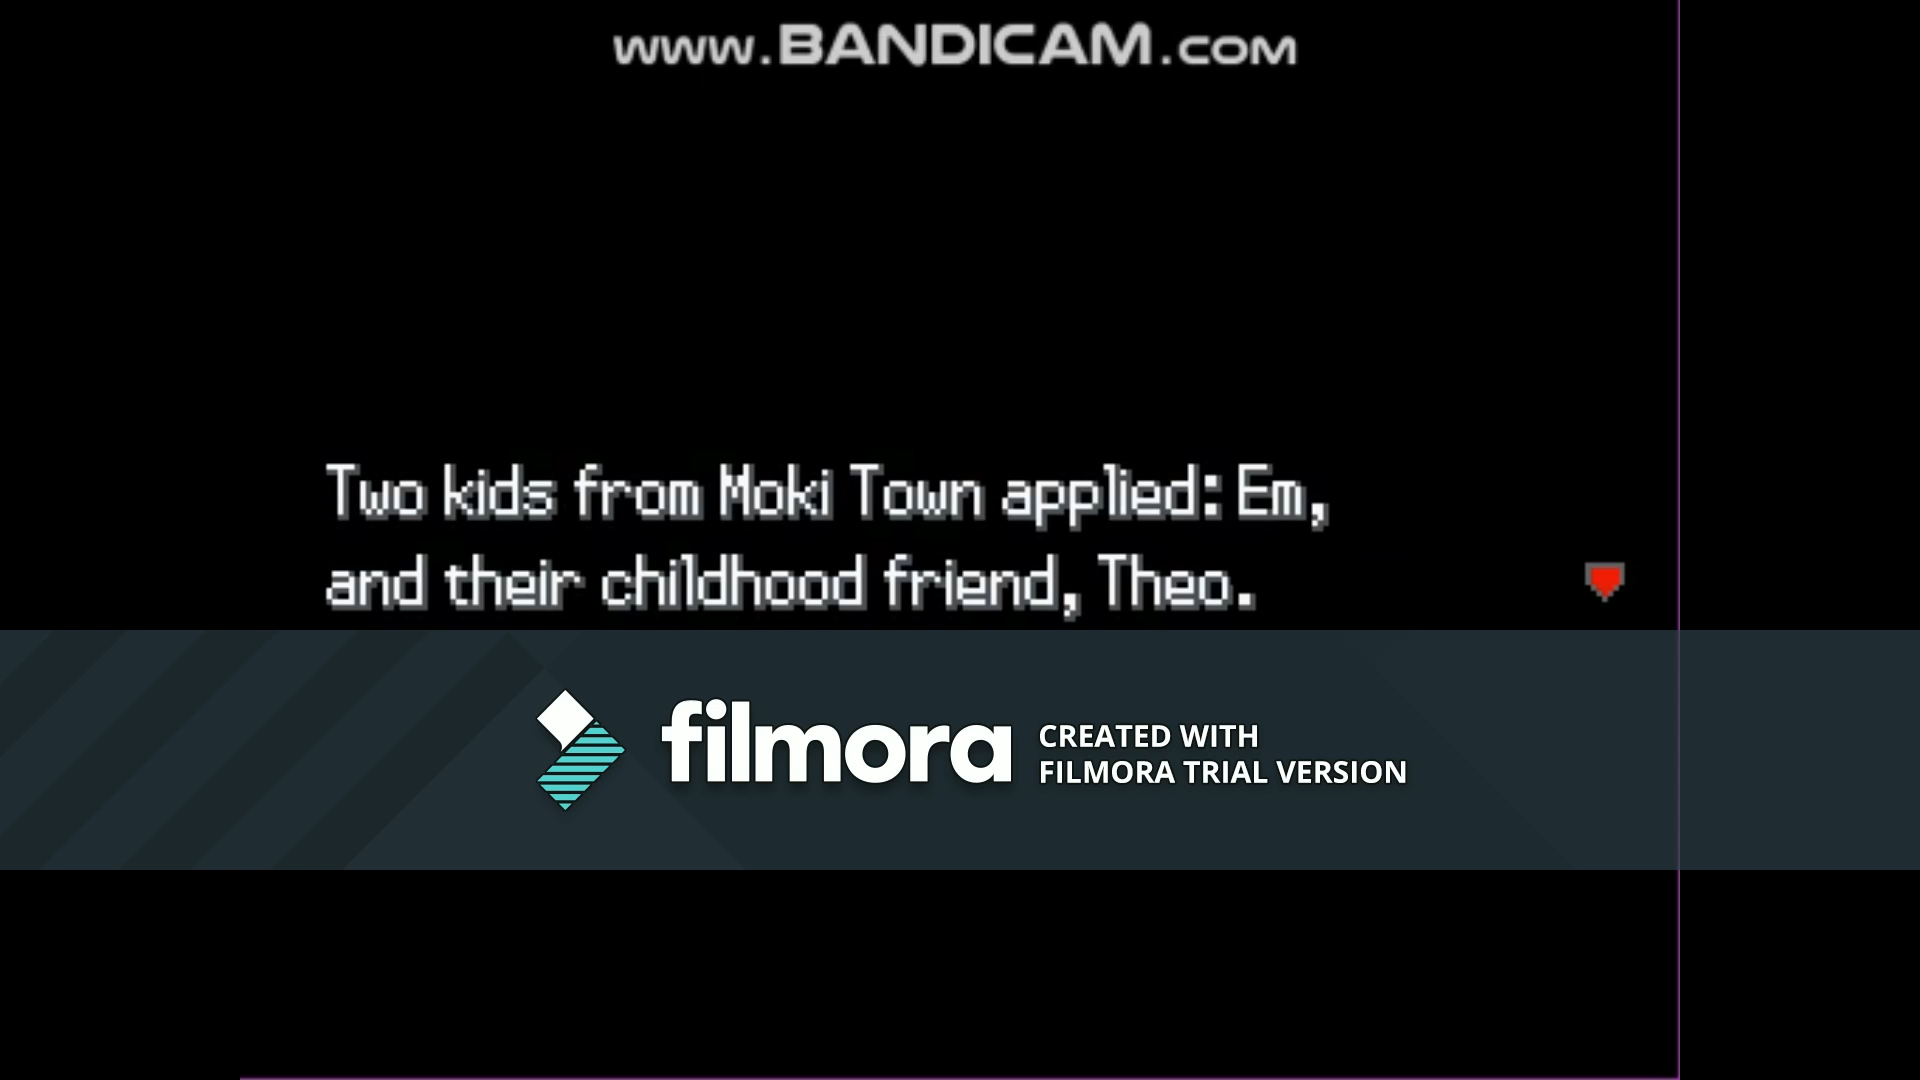 www.BANDICAM.com
Two kids from Moki Town applied: Em,
and their childhood friend, Theo.
filmora
CREATED WITH
FILMORA TRIAL VERSION